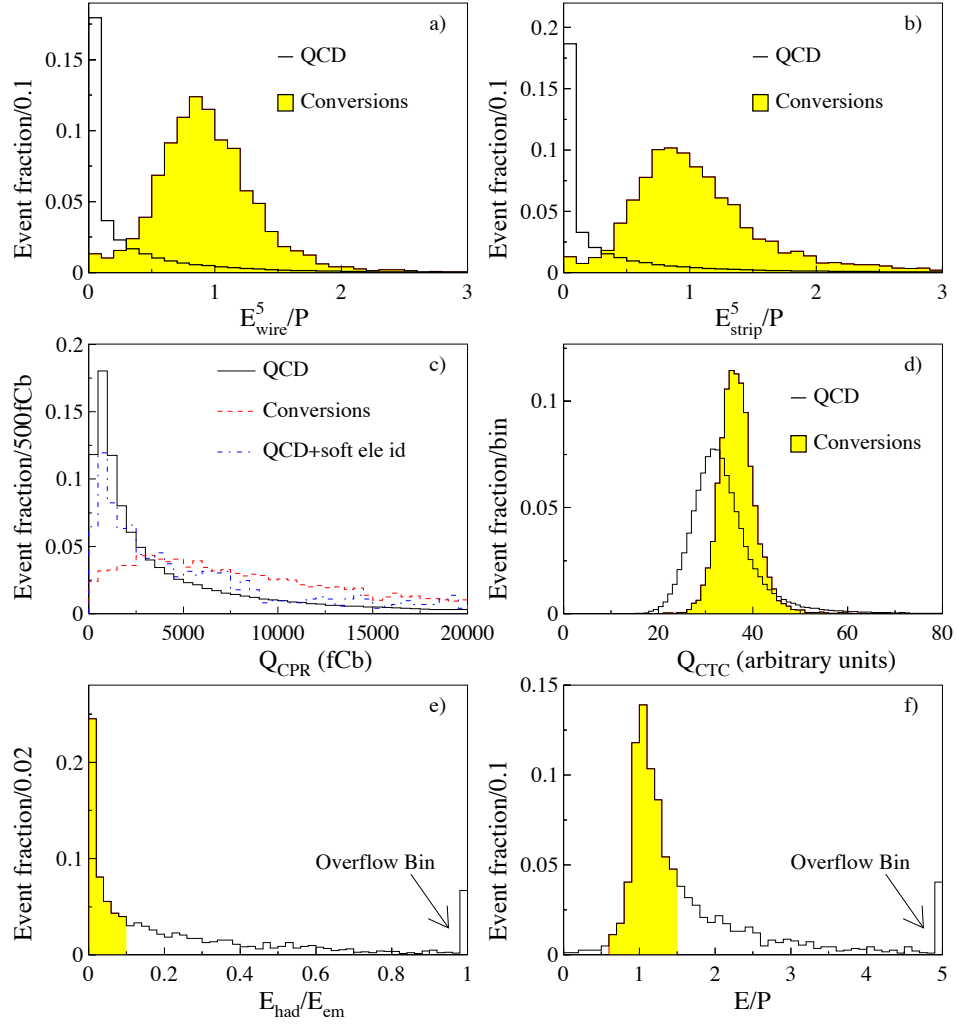 a)
QCD
Conversions
Event fraction/0.1
0.15
0.1
0.05
0
0 1 2 3
E⁵wire/P
b)
QCD
Conversions
Event fraction/0.1
0.2
0.15
0.1
0.05
0
0 1 2 3
E⁵strip/P
c)
QCD
Conversions
QCD+soft ele id
Event fraction/500fCb
0.2
0.15
0.1
0.05
0
0 5000 10000 15000 20000
QCPR (fCb)
d)
QCD
Conversions
Event fraction/bin
0.1
0.05
0
0 20 40 60 80
QCTC (arbitrary units)
e)
Overflow Bin
Event fraction/0.02
0.2
0.1
0
0 0.2 0.4 0.6 0.8 1
Ehad/Eem
f)
Overflow Bin
Event fraction/0.1
0.15
0.1
0.05
0
0 1 2 3 4 5
E/P